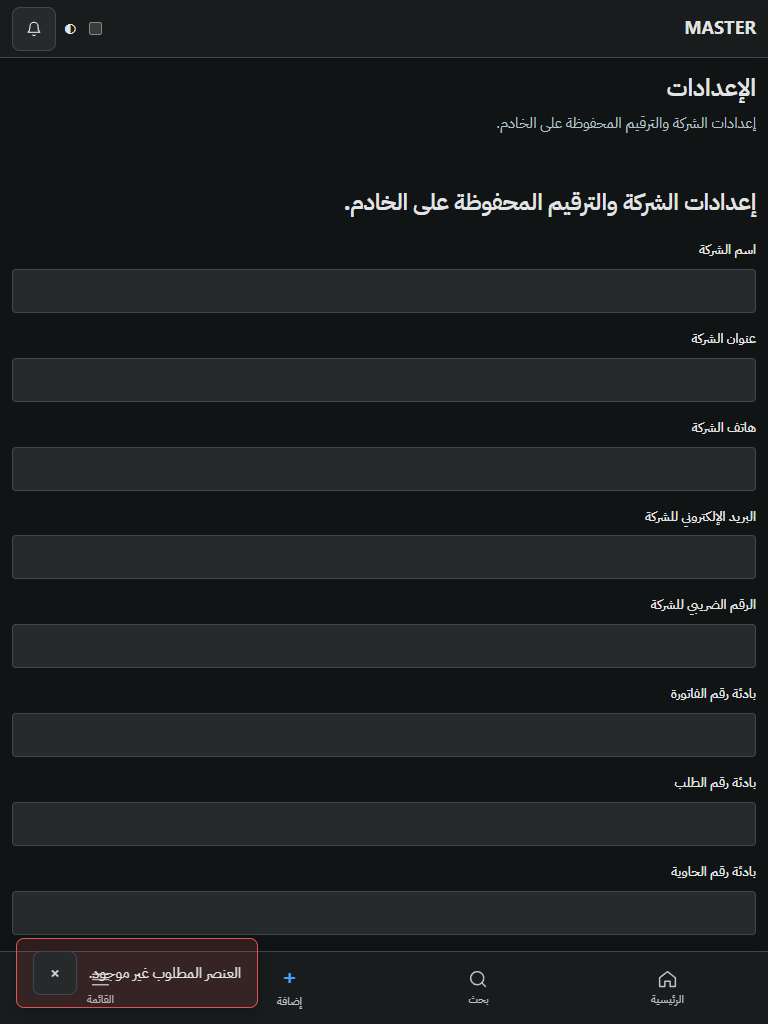 MASTER
الإعدادات
إعدادات الشركة والترقيم المحفوظة على الخادم.
إعدادات الشركة والترقيم المحفوظة على الخادم.
اسم الشركة
عنوان الشركة
هاتف الشركة
البريد الإلكتروني للشركة
الرقم الضريبي للشركة
بادئة رقم الفاتورة
بادئة رقم الطلب
بادئة رقم الحاوية
العنصر المطلوب غير موجود.
الرئيسية
بحث
إضافة
القائمة